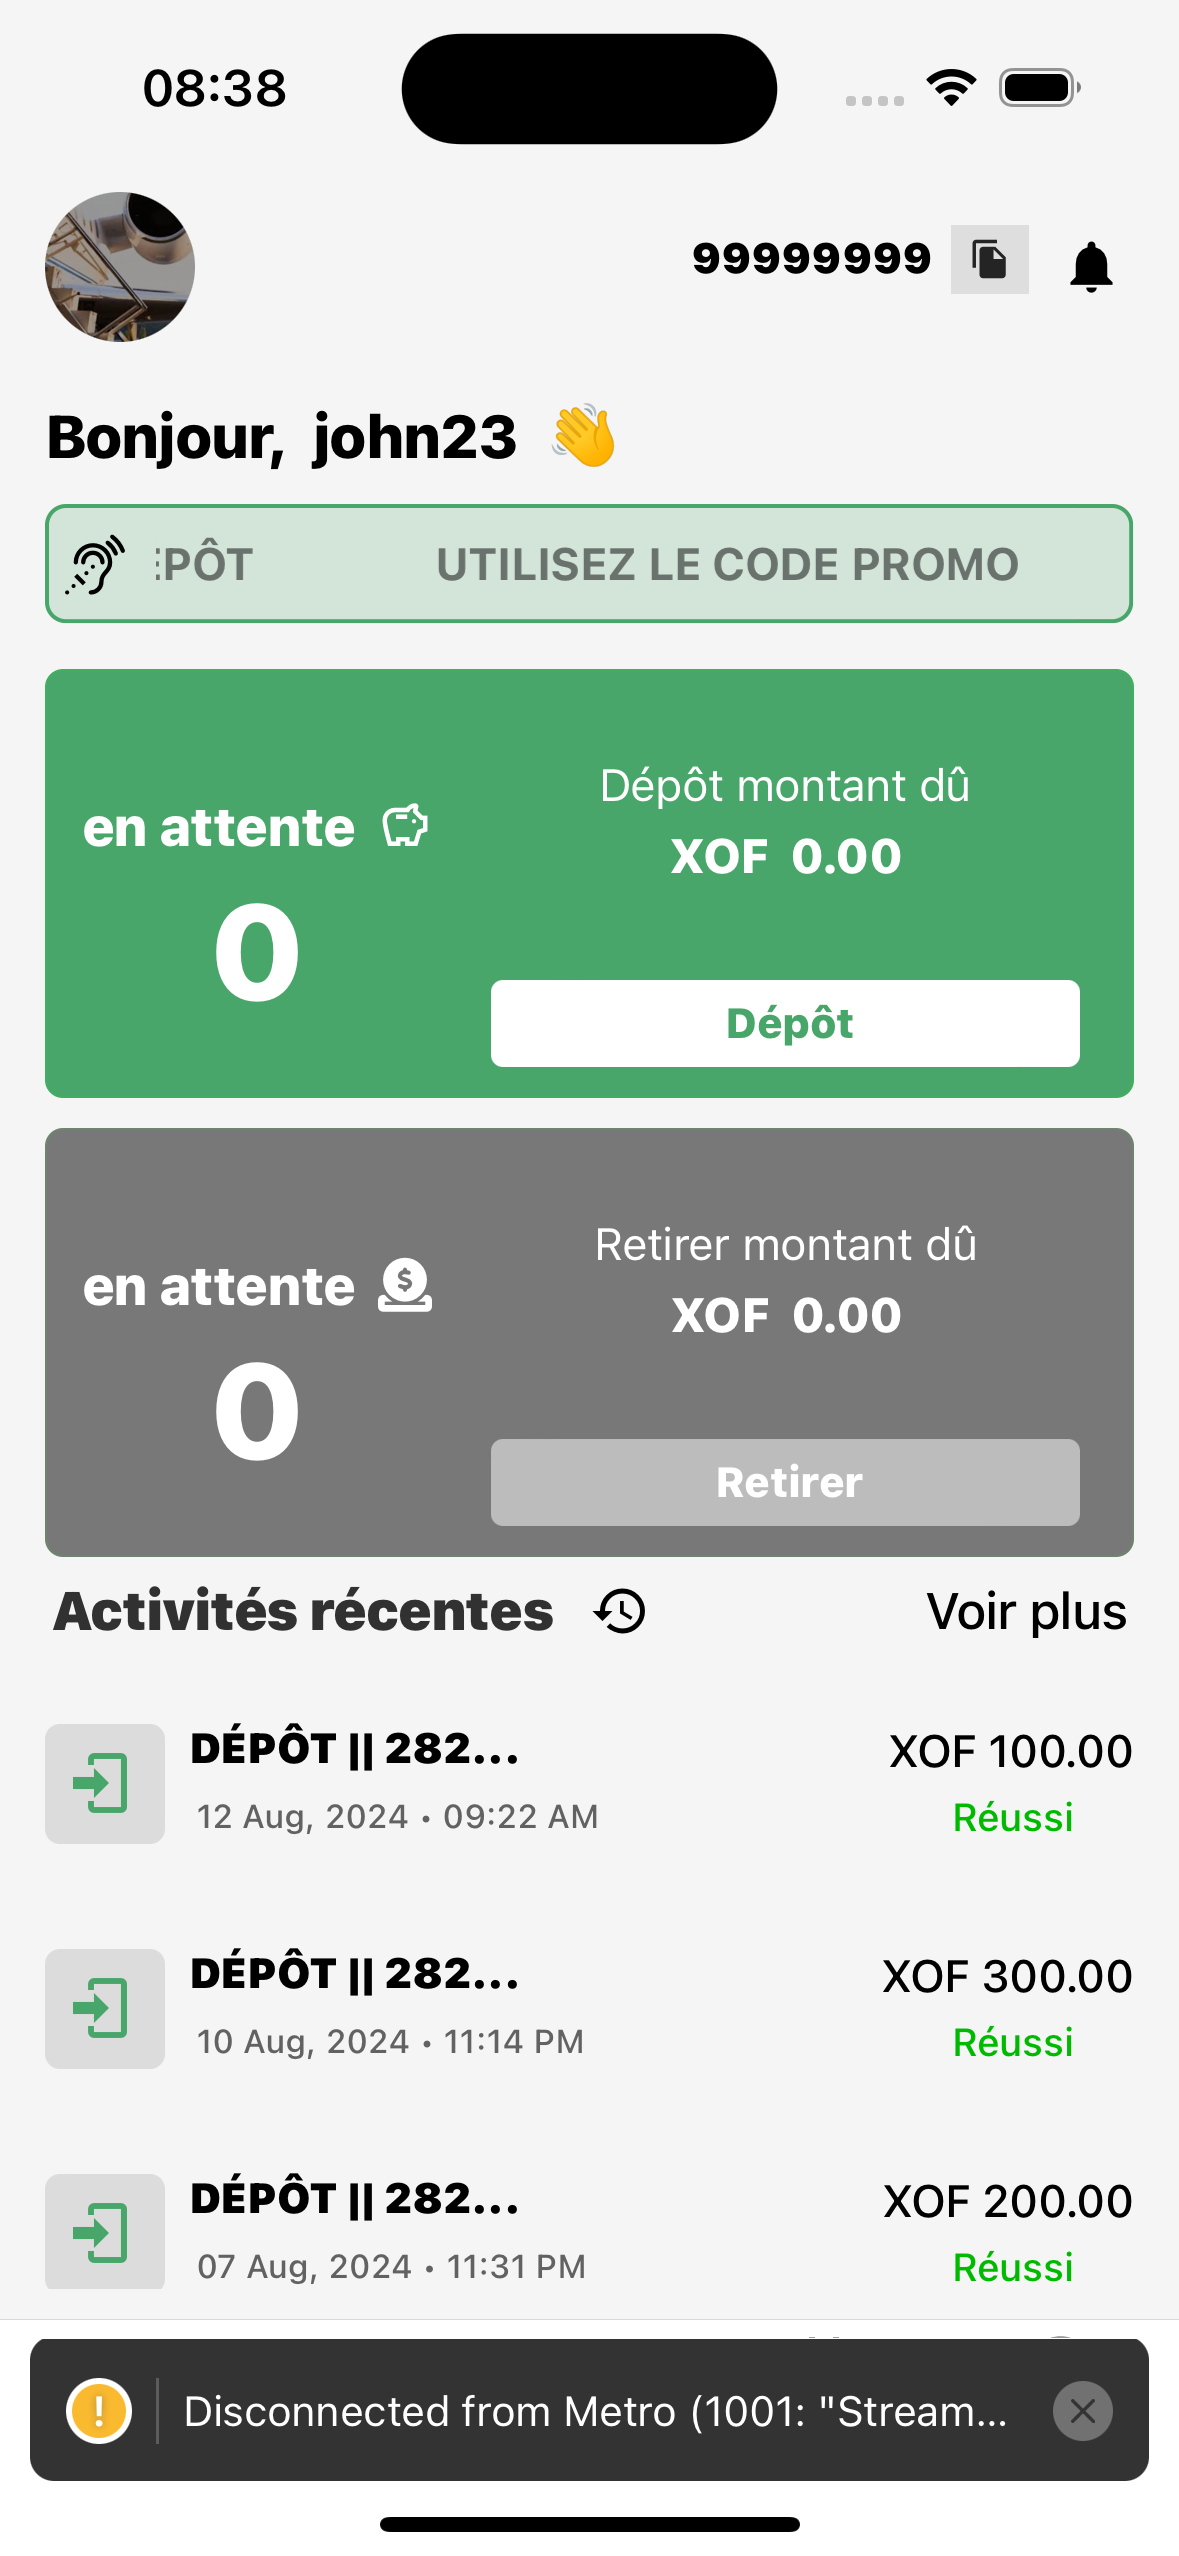 08:38
99999999
Bonjour, john23 👋
ÉPÔT UTILISEZ LE CODE PROMO
en attente
0
Dépôt montant dû
XOF 0.00
Dépôt
en attente
0
Retirer montant dû
XOF 0.00
Retirer
Activités récentes
Voir plus
DÉPÔT || 282...
XOF 100.00
12 Aug, 2024 • 09:22 AM
Réussi
DÉPÔT || 282...
XOF 300.00
10 Aug, 2024 • 11:14 PM
Réussi
DÉPÔT || 282...
XOF 200.00
07 Aug, 2024 • 11:31 PM
Réussi
Disconnected from Metro (1001: "Stream...